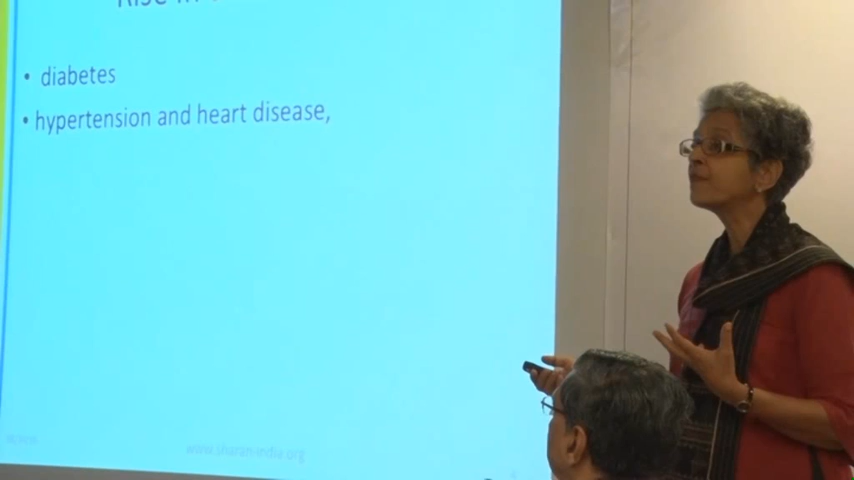 • diabetes
• hypertension and heart disease,
www.sharan-india.org